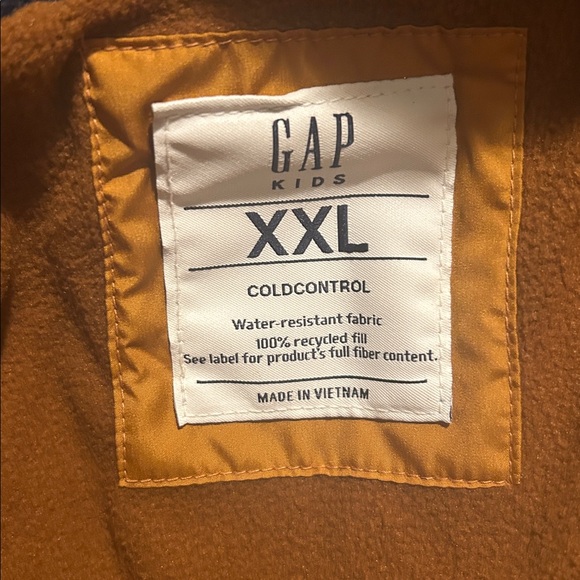 GAP
KIDS
XXL
COLDCONTROL
Water-resistant fabric
100% recycled fill
See label for product's full fiber content.
MADE IN VIETNAM